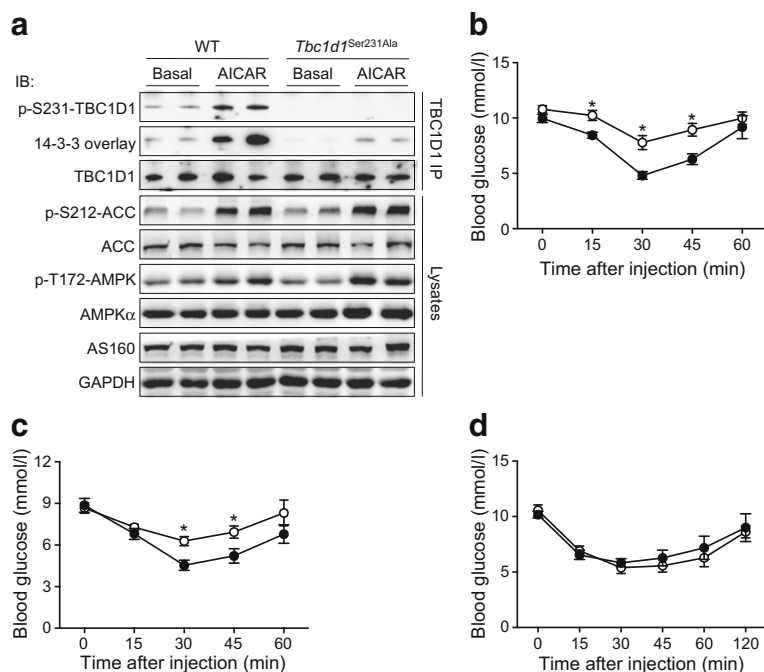 a
WT Tbc1d1Ser231Ala
IB: Basal AICAR Basal AICAR
p-S231-TBC1D1
14-3-3 overlay
TBC1D1
TBC1D1 IP
p-S212-ACC
ACC
p-T172-AMPK
AMPKα
AS160
GAPDH
Lysates
b
Blood glucose (mmol/l)
15
10
5
0
* * *
0 15 30 45 60
Time after injection (min)
c
Blood glucose (mmol/l)
12
9
6
3
0
* *
0 15 30 45 60
Time after injection (min)
d
Blood glucose (mmol/l)
15
10
5
0
0 15 30 45 60 120
Time after injection (min)